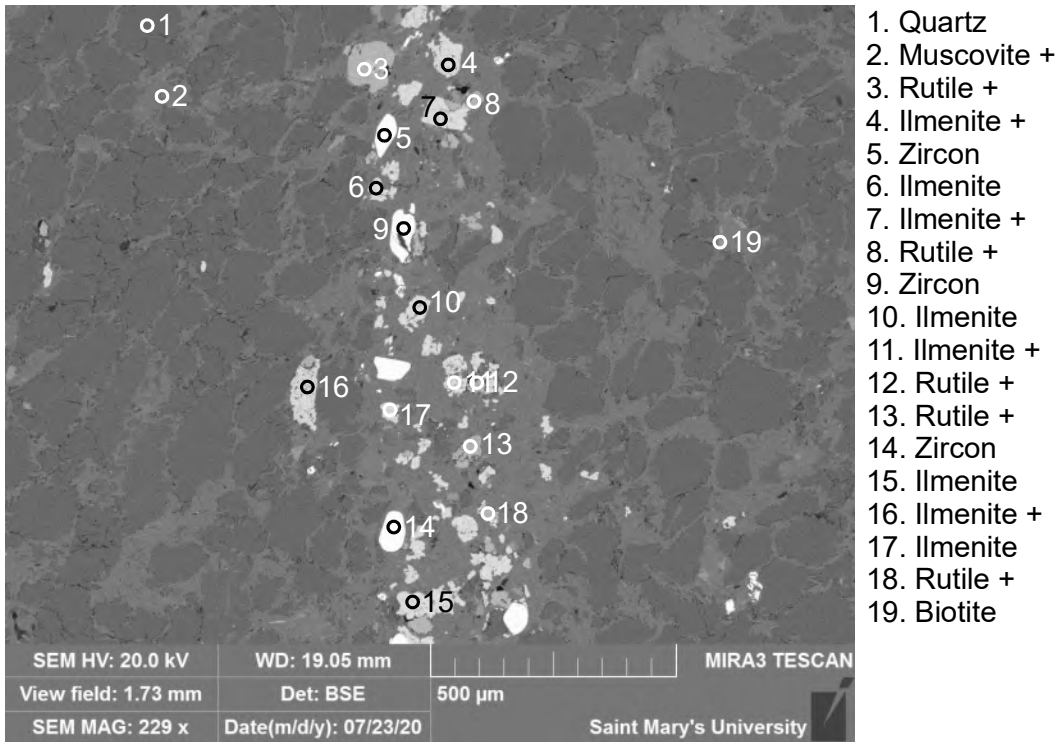 1
2
3
4
7
8
5
6
9
19
10
16
11
12
17
13
14
18
15
1. Quartz
2. Muscovite +
3. Rutile +
4. Ilmenite +
5. Zircon
6. Ilmenite
7. Ilmenite +
8. Rutile +
9. Zircon
10. Ilmenite
11. Ilmenite +
12. Rutile +
13. Rutile +
14. Zircon
15. Ilmenite
16. Ilmenite +
17. Ilmenite
18. Rutile +
19. Biotite
SEM HV: 20.0 kV WD: 19.05 mm MIRA3 TESCAN
View field: 1.73 mm Det: BSE 500 µm
SEM MAG: 229 x Date(m/d/y): 07/23/20 Saint Mary's University